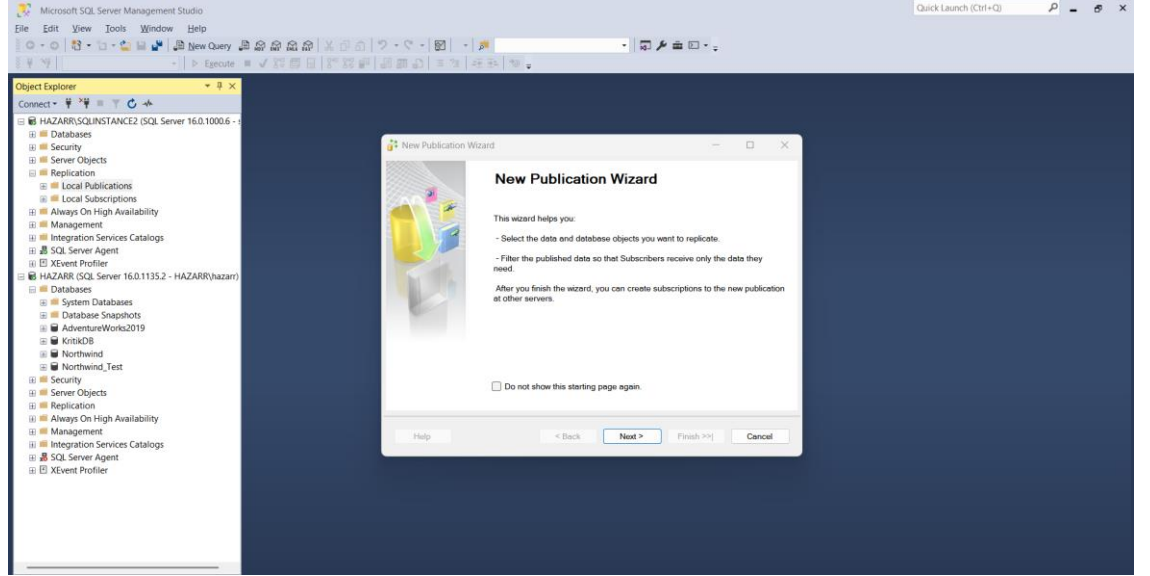 Microsoft SQL Server Management Studio
Quick Launch (Ctrl+Q)
File Edit View Tools Window Help
New Query
Execute
Object Explorer
Connect
HAZARR\SQLINSTANCE2 (SQL Server 16.0.1000.6 -
Databases
Security
Server Objects
Replication
Local Publications
Local Subscriptions
Always On High Availability
Management
Integration Services Catalogs
SQL Server Agent
XEvent Profiler
HAZARR (SQL Server 16.0.1135.2 - HAZARR\hazarr)
Databases
System Databases
Database Snapshots
AdventureWorks2019
KritikDB
Northwind
Northwind_Test
Security
Server Objects
Replication
Always On High Availability
Management
Integration Services Catalogs
SQL Server Agent
XEvent Profiler
New Publication Wizard
New Publication Wizard
This wizard helps you:
- Select the data and database objects you want to replicate.
- Filter the published data so that Subscribers receive only the data they
need.
After you finish the wizard, you can create subscriptions to the new publication
at other servers.
Do not show this starting page again.
Help
< Back
Next >
Finish >>|
Cancel